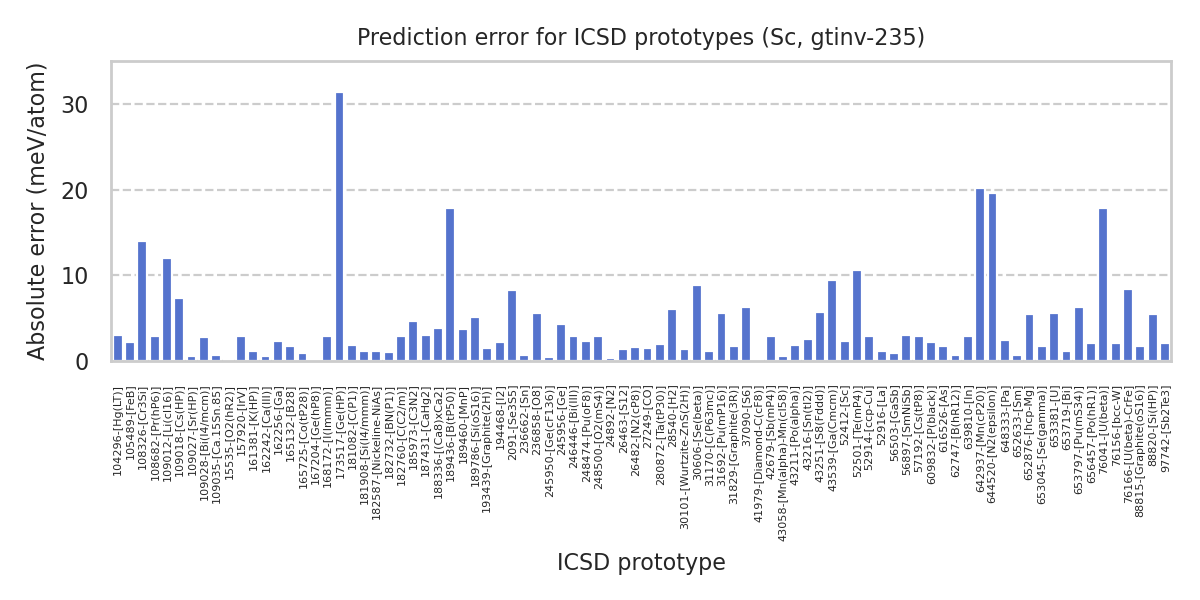 Prediction error for ICSD prototypes (Sc, gtinv-235)
Absolute error (meV/atom)
30
20
10
0
104296-[Hg(LT)]
105489-[FeB]
108326-[Cr3Si]
108682-[Pr(hP6)]
109012-[Li(cI16)]
109018-[Cs(HP)]
109027-[Sr(HP)]
109028-[Bi(I4/mcm)]
109035-[Ca.15Sn.85]
15535-[O2(hR2)]
157920-[IrV]
161381-[K(HP)]
162242-[Ca(III)]
162256-[Ga]
165132-[B28]
165725-[Co(tP28)]
167204-[Ge(hP8)]
168172-[I(Immm)]
173517-[Ge(HP)]
181082-[C(P1)]
181908-[Si(I4/mmm)]
182587-[Nickeline-NiAs]
182732-[BN(P1)]
182760-[C(C2/m)]
185973-[C3N2]
187431-[CaHg2]
188336-[(Ca8)xCa2]
189436-[B(tP50)]
189460-[MnP]
189786-[Si(oS16)]
193439-[Graphite(2H)]
194468-[I2]
2091-[Se3S5]
236662-[Sn]
236858-[O8]
245950-[Ge(cF136)]
245956-[Ge]
246446-[Bi(III)]
248474-[Pu(oF8)]
248500-[O2(mS4)]
24892-[N2]
26463-[S12]
26482-[N2(cP8)]
272499-[CO]
280872-[Ta(tP30)]
28540-[H2]
30101-[Wurtzite-ZnS(2H)]
30606-[Se(beta)]
31170-[C(P63mc)]
31692-[Pu(mP16)]
31829-[Graphite(3R)]
37090-[S6]
41979-[Diamond-C(cF8)]
42679-[Sb(mP4)]
43058-[Mn(alpha)-Mn(cI58)]
43211-[Po(alpha)]
43216-[Sn(tI2)]
43251-[S8(Fddd)]
43539-[Ga(Cmcm)]
52412-[Sc]
52501-[Te(mP4)]
52914-[fcc-Cu]
52916-[La]
56503-[GaSb]
56897-[SmNiSb]
57192-[Cs(tP8)]
609832-[P(black)]
616526-[As]
62747-[B(hR12)]
639810-[In]
642937-[Mn(cP20)]
644520-[N2(epsilon)]
648333-[Pa]
652633-[Sm]
652876-[hcp-Mg]
653045-[Se(gamma)]
653381-[U]
653719-[Bi]
653797-[Pu(mS34)]
656457-[Po(hR1)]
76041-[U(beta)]
76156-[bcc-W]
76166-[U(beta)-CrFe]
88815-[Graphite(oS16)]
88820-[Si(HP)]
97742-[Sb2Te3]
ICSD prototype